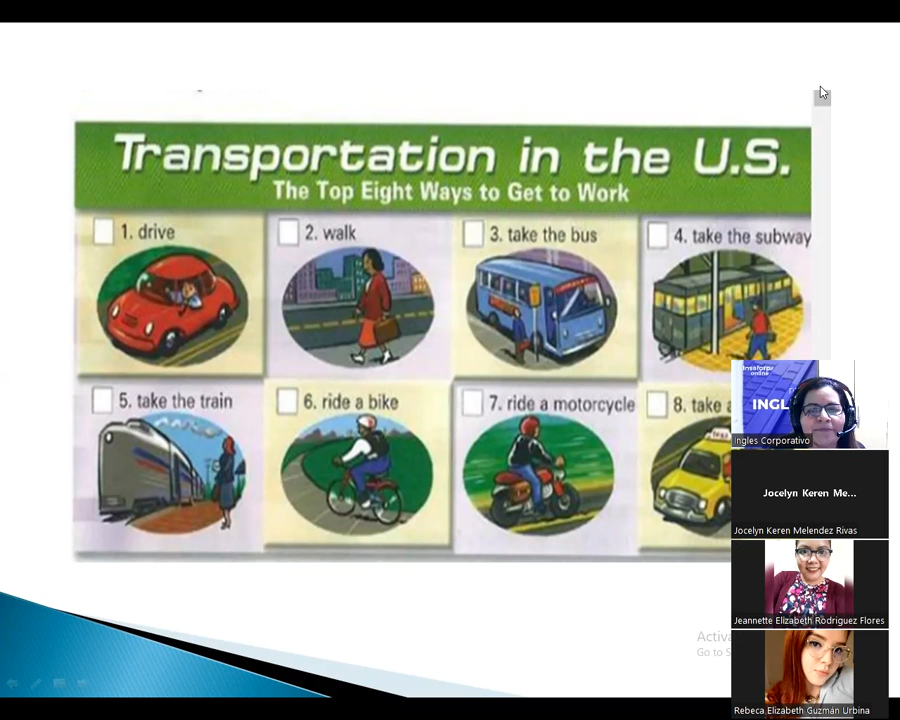 Transportation in the U.S.
The Top Eight Ways to Get to Work
1. drive
2. walk
3. take the bus
4. take the subway
5. take the train
6. ride a bike
7. ride a motorcycle
8. take a
Insaforp
online
INGL
Ingles Corporativo
Jocelyn Keren Me...
Jocelyn Keren Melendez Rivas
Jeannette Elizabeth Rodriguez Flores
Rebeca Elizabeth Guzmán Urbina
Activa
Go to S